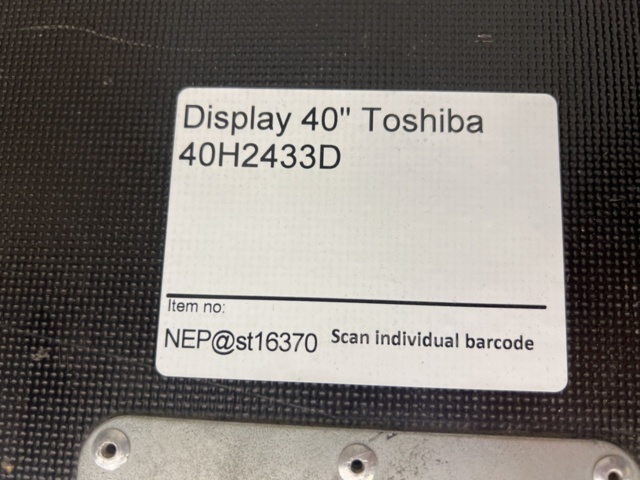 Display 40" Toshiba
40H2433D
Item no:
NEP@st16370 Scan individual barcode